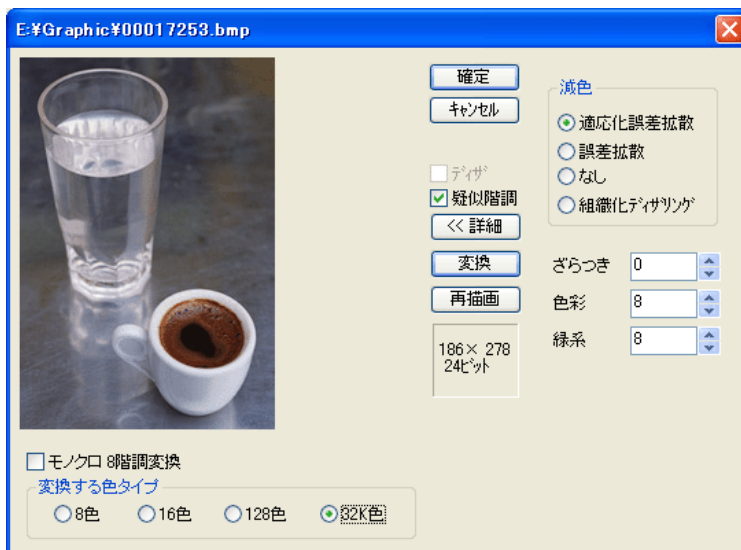 E:¥Graphic¥00017253.bmp
確定
キャンセル
ディザ
疑似階調
<< 詳細
変換
再描画
186× 278
24ビット
減色
適応化誤差拡散
誤差拡散
なし
組織化ディザリング
ざらつき 0
色彩 8
緑系 8
モノクロ 8階調変換
変換する色タイプ
8色 16色 128色 32K色